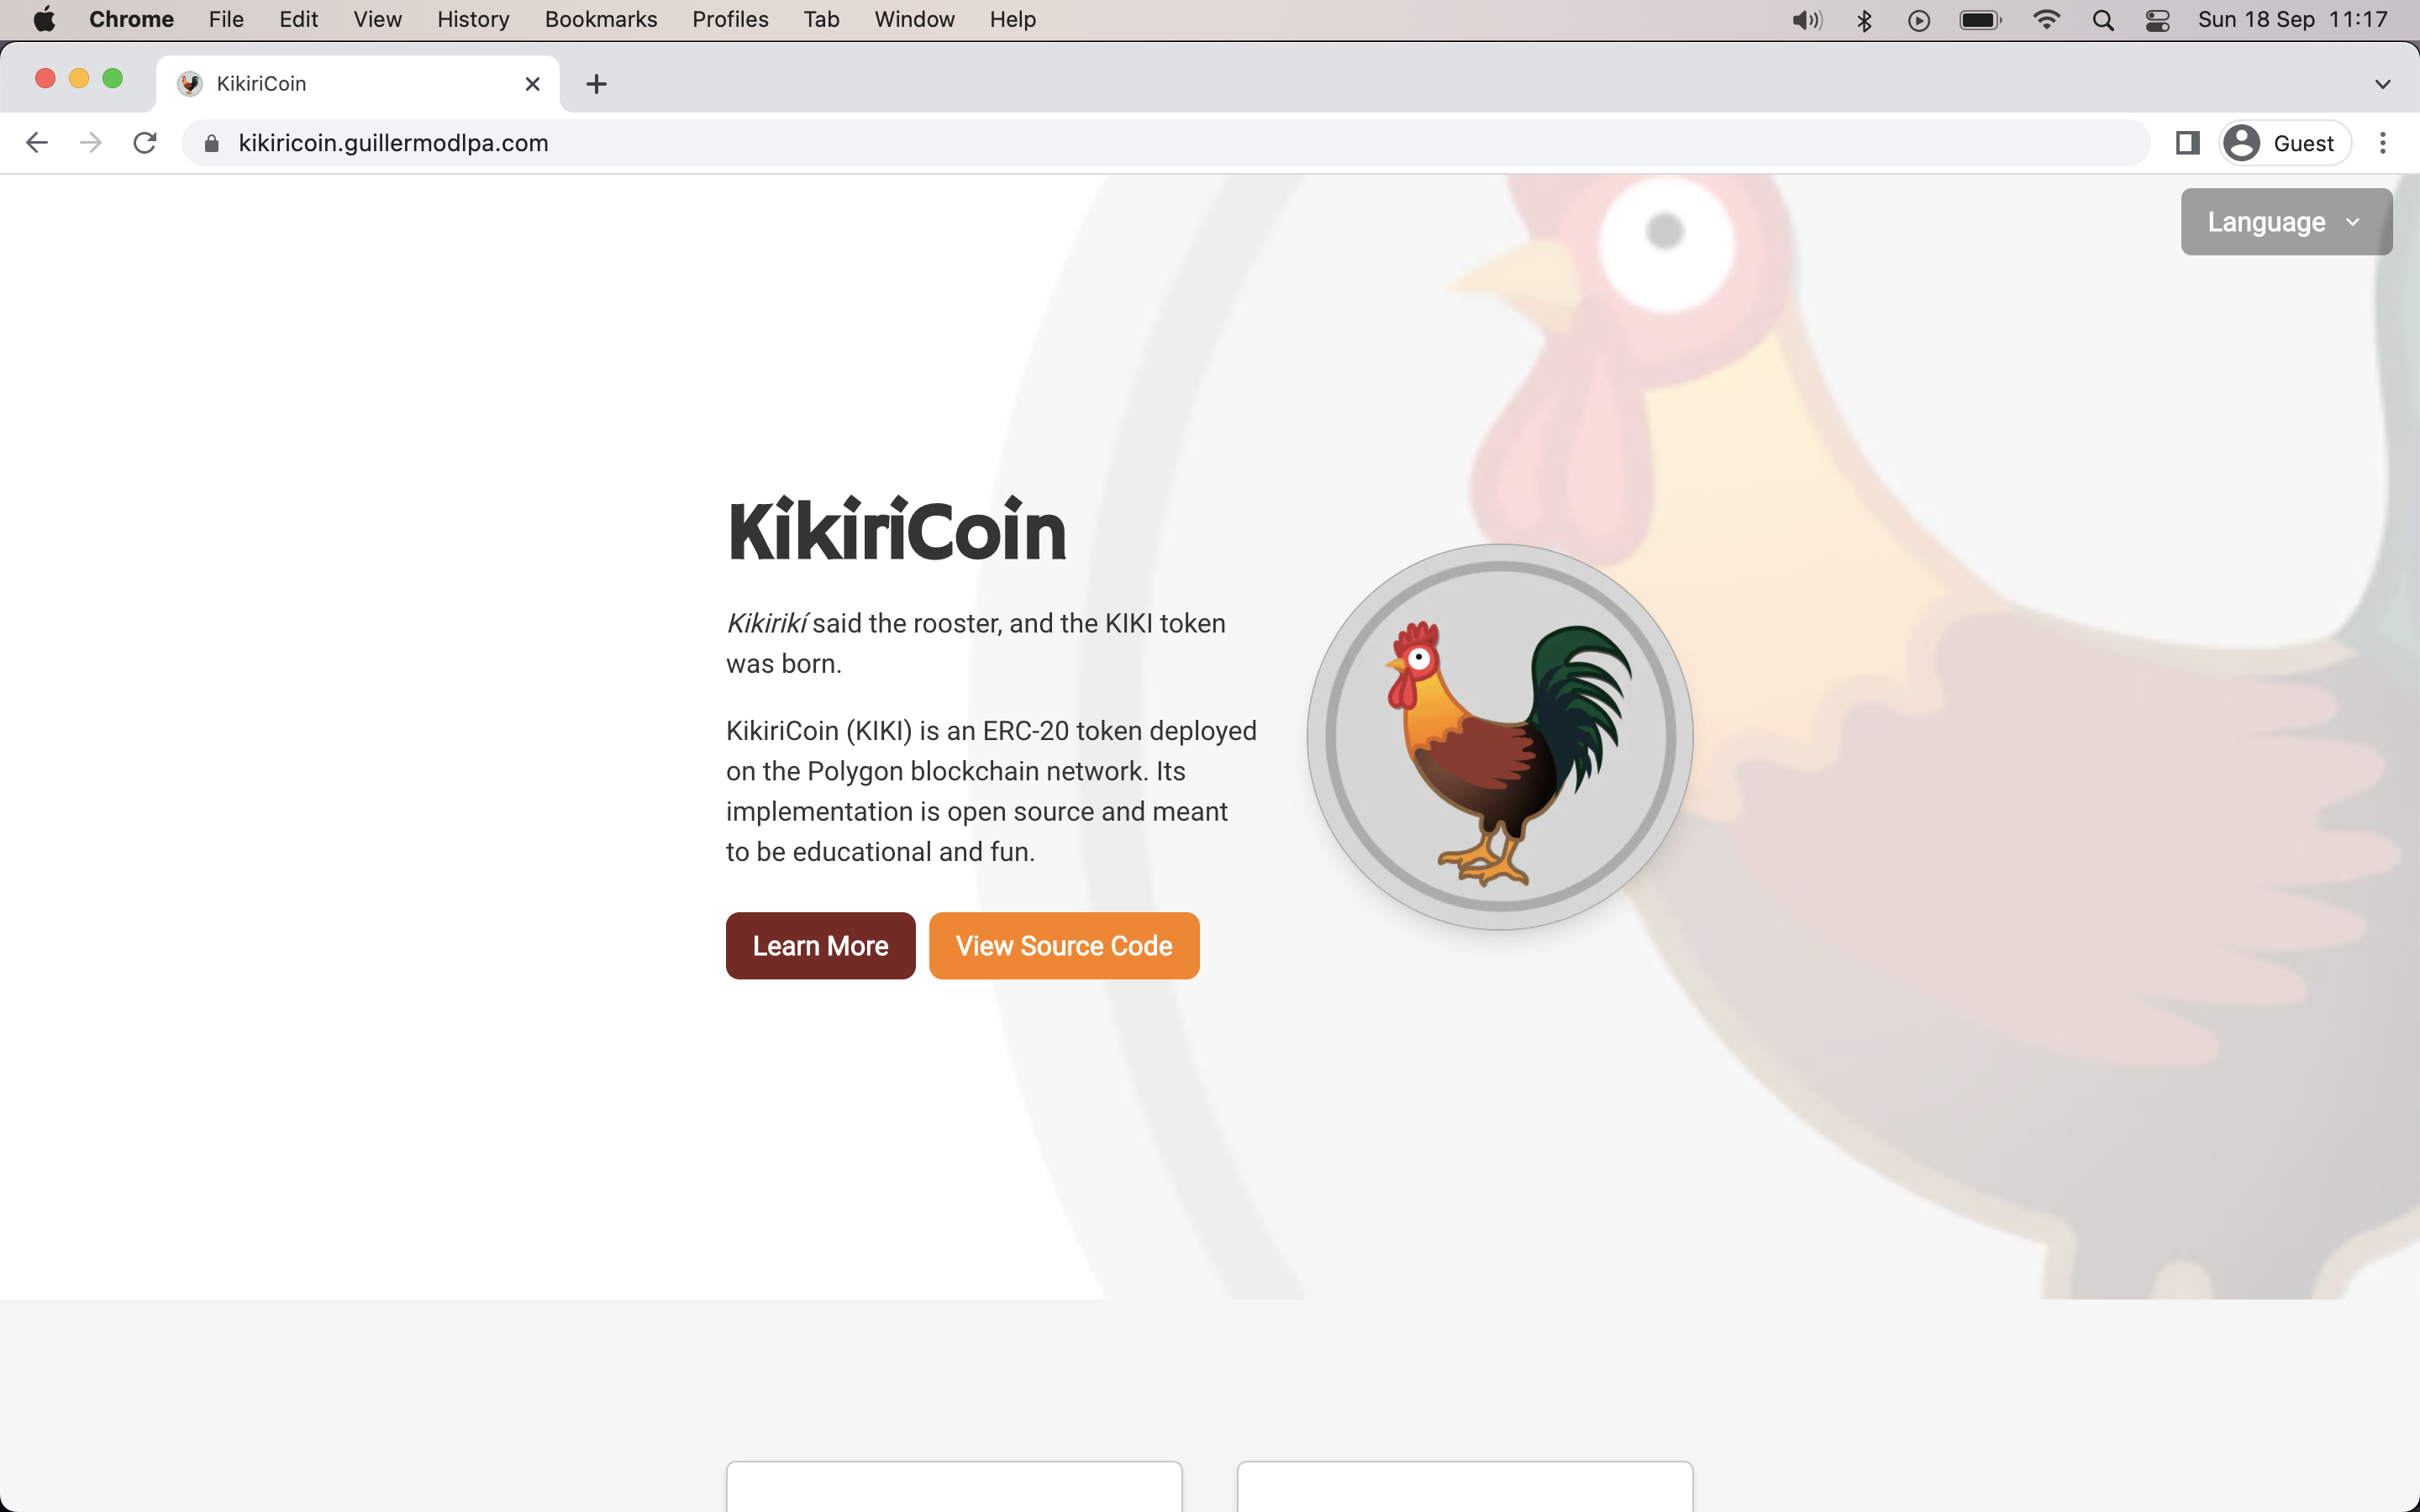 Chrome File Edit View History Bookmarks Profiles Tab Window Help Sun 18 Sep 11:17
KikiriCoin
kikiricoin.guillermodlpa.com Guest
Language
KikiriCoin
Kikirikí said the rooster, and the KIKI token
was born.
KikiriCoin (KIKI) is an ERC-20 token deployed
on the Polygon blockchain network. Its
implementation is open source and meant
to be educational and fun.
Learn More View Source Code